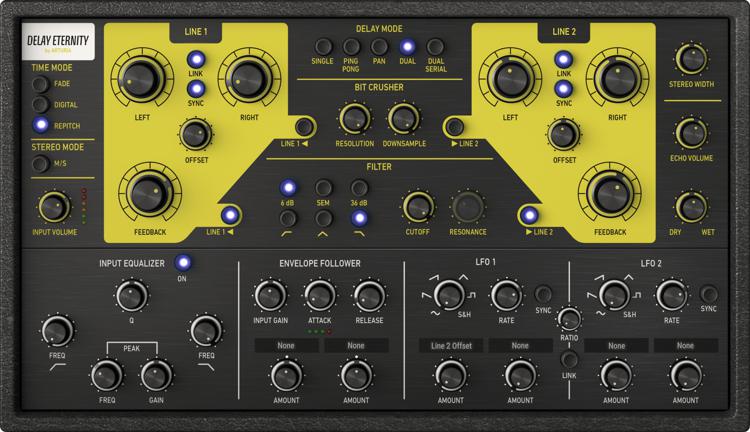 DELAY ETERNITY
by ARTURIA
TIME MODE
FADE
DIGITAL
REPITCH
STEREO MODE
M/S
INPUT VOLUME
LINE 1
LINK
SYNC
LEFT
RIGHT
OFFSET
FEEDBACK
LINE 1 ◀
LINE 1 ◀
DELAY MODE
SINGLE
PING
PONG
PAN
DUAL
DUAL
SERIAL
BIT CRUSHER
RESOLUTION
DOWNSAMPLE
FILTER
6 dB
SEM
36 dB
CUTOFF
RESONANCE
LINE 2
LINK
SYNC
LEFT
RIGHT
OFFSET
FEEDBACK
▶ LINE 2
▶ LINE 2
STEREO WIDTH
ECHO VOLUME
DRY
WET
INPUT EQUALIZER
ON
Q
FREQ
PEAK
FREQ
FREQ
GAIN
ENVELOPE FOLLOWER
INPUT GAIN
ATTACK
RELEASE
None
None
AMOUNT
AMOUNT
LFO 1
S&H
RATE
SYNC
Line 2 Offset
None
AMOUNT
AMOUNT
RATIO
LINK
LFO 2
S&H
RATE
SYNC
None
None
AMOUNT
AMOUNT